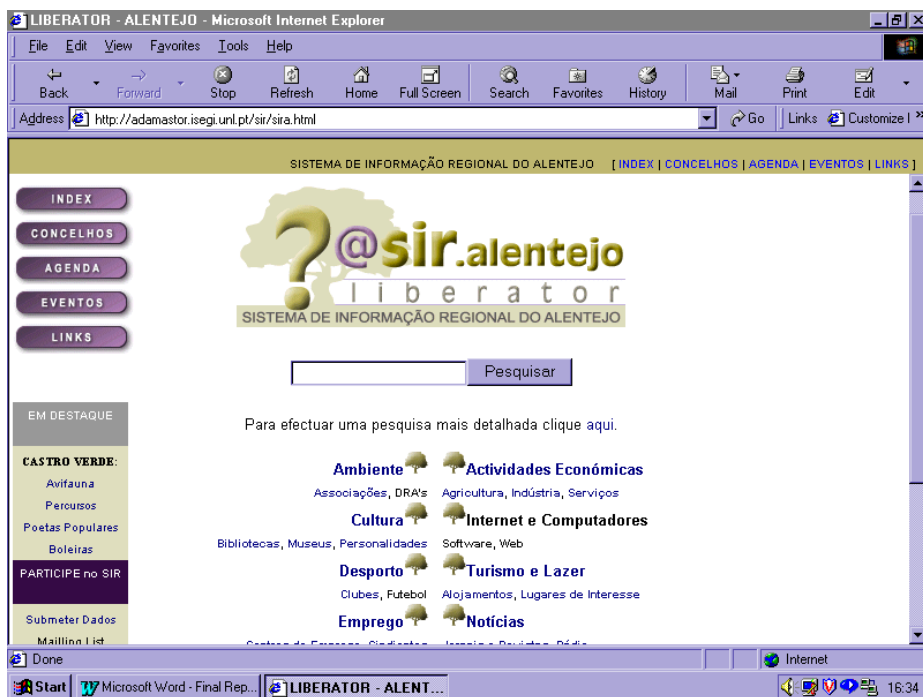 LIBERATOR - ALENTEJO - Microsoft Internet Explorer
File Edit View Favorites Tools Help
Back Forward Stop Refresh Home Full Screen Search Favorites History Mail Print Edit
Address http://adamastor.isegi.unl.pt/sir/sira.html Go Links Customize l »
SISTEMA DE INFORMAÇÃO REGIONAL DO ALENTEJO [ INDEX | CONCELHOS | AGENDA | EVENTOS | LINKS ]
INDEX
CONCELHOS
AGENDA
EVENTOS
LINKS
?@sir.alentejo
liberator
SISTEMA DE INFORMAÇÃO REGIONAL DO ALENTEJO
Pesquisar
EM DESTAQUE
CASTRO VERDE:
Avifauna
Percursos
Poetas Populares
Boleiras
PARTICIPE no SIR
Submeter Dados
Mailling List
Para efectuar uma pesquisa mais detalhada clique aqui.
Ambiente Actividades Económicas
Associações, DRA's Agricultura, Indústria, Serviços
Cultura Internet e Computadores
Bibliotecas, Museus, Personalidades Software, Web
Desporto Turismo e Lazer
Clubes, Futebol Alojamentos, Lugares de Interesse
Emprego Notícias
Done Internet
Start Microsoft Word - Final Rep... LIBERATOR - ALENT... 16:34